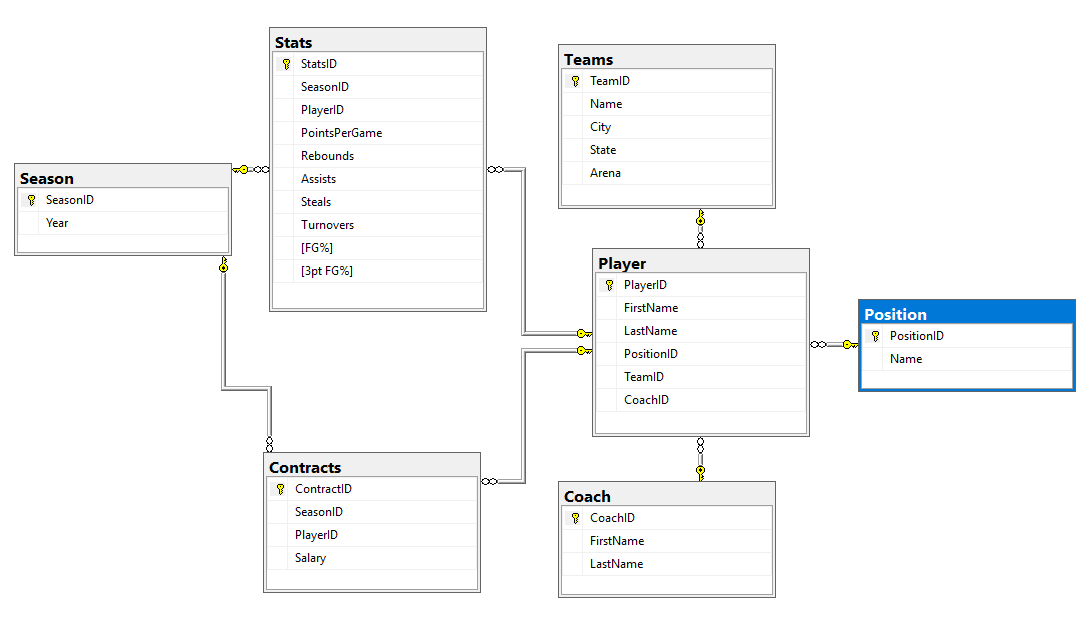 Stats
StatsID
SeasonID
PlayerID
PointsPerGame
Rebounds
Assists
Steals
Turnovers
[FG%]
[3pt FG%]
Teams
TeamID
Name
City
State
Arena
Season
SeasonID
Year
Player
PlayerID
FirstName
LastName
PositionID
TeamID
CoachID
Position
PositionID
Name
Contracts
ContractID
SeasonID
PlayerID
Salary
Coach
CoachID
FirstName
LastName